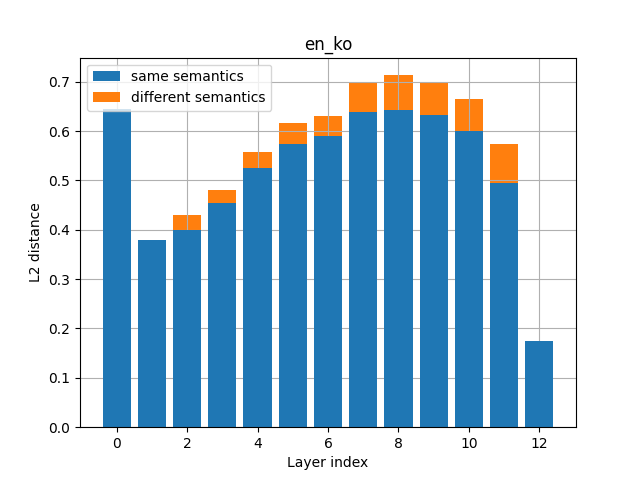 en_ko
same semantics
different semantics
0.7
0.6
0.5
0.4
0.3
0.2
0.1
0.0
L2 distance
0 2 4 6 8 10 12
Layer index